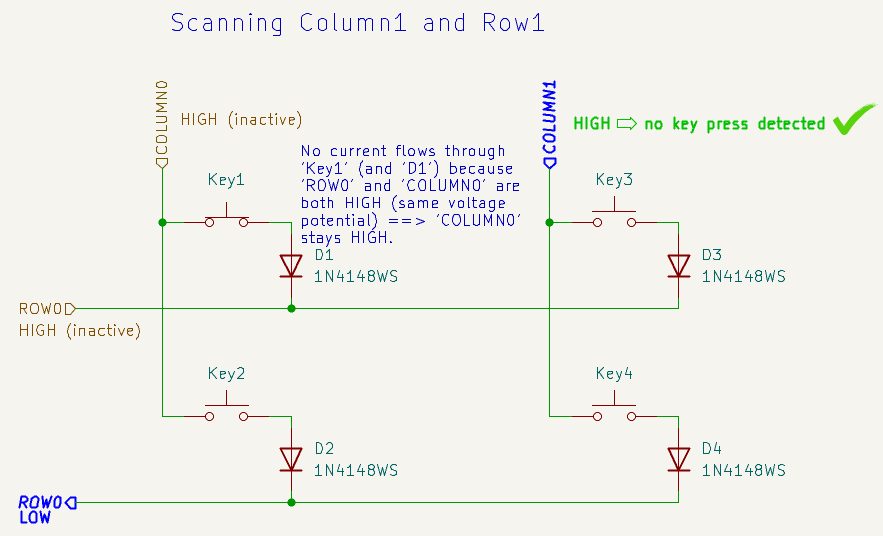 Scanning Column1 and Row1
COLUMN0
HIGH (inactive)
COLUMN1
HIGH ⇨ no key press detected
No current flows through
'Key1' (and 'D1') because
'ROW0' and 'COLUMN0' are
both HIGH (same voltage
potential) ==> 'COLUMN0'
stays HIGH.
Key1
Key3
D1
1N4148WS
D3
1N4148WS
ROW0
HIGH (inactive)
Key2
Key4
D2
1N4148WS
D4
1N4148WS
ROW0
LOW